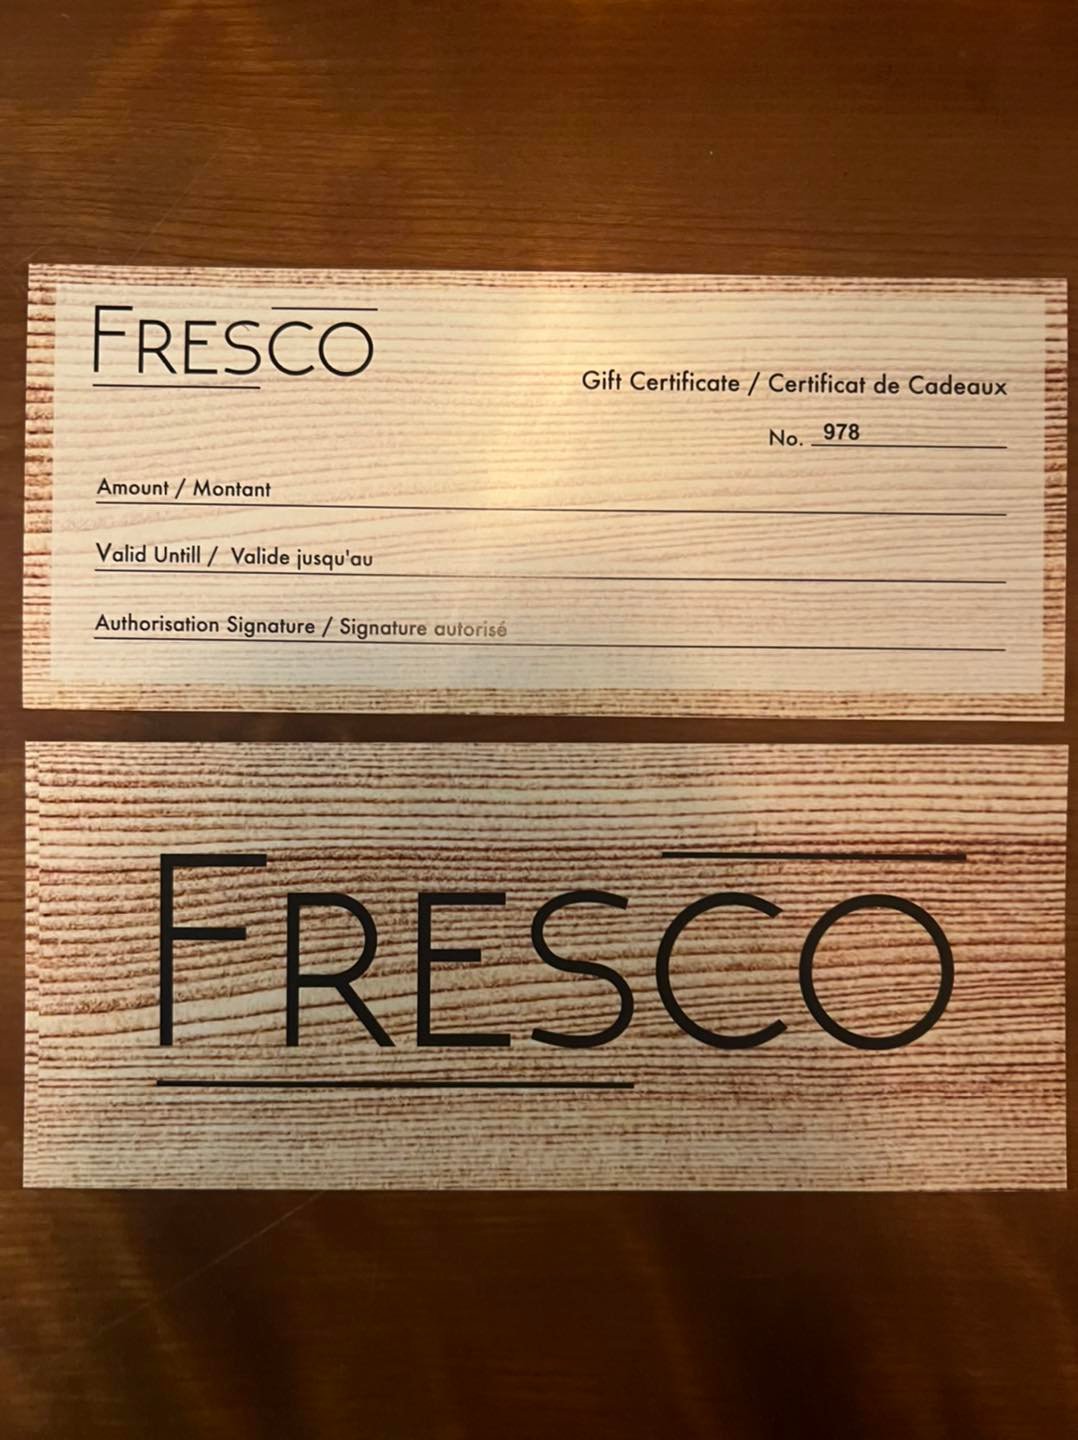 FRESCO
Gift Certificate / Certificat de Cadeaux
No. 978
Amount / Montant
Valid Untill / Valide jusqu'au
Authorisation Signature / Signature autorisé
FRESCO